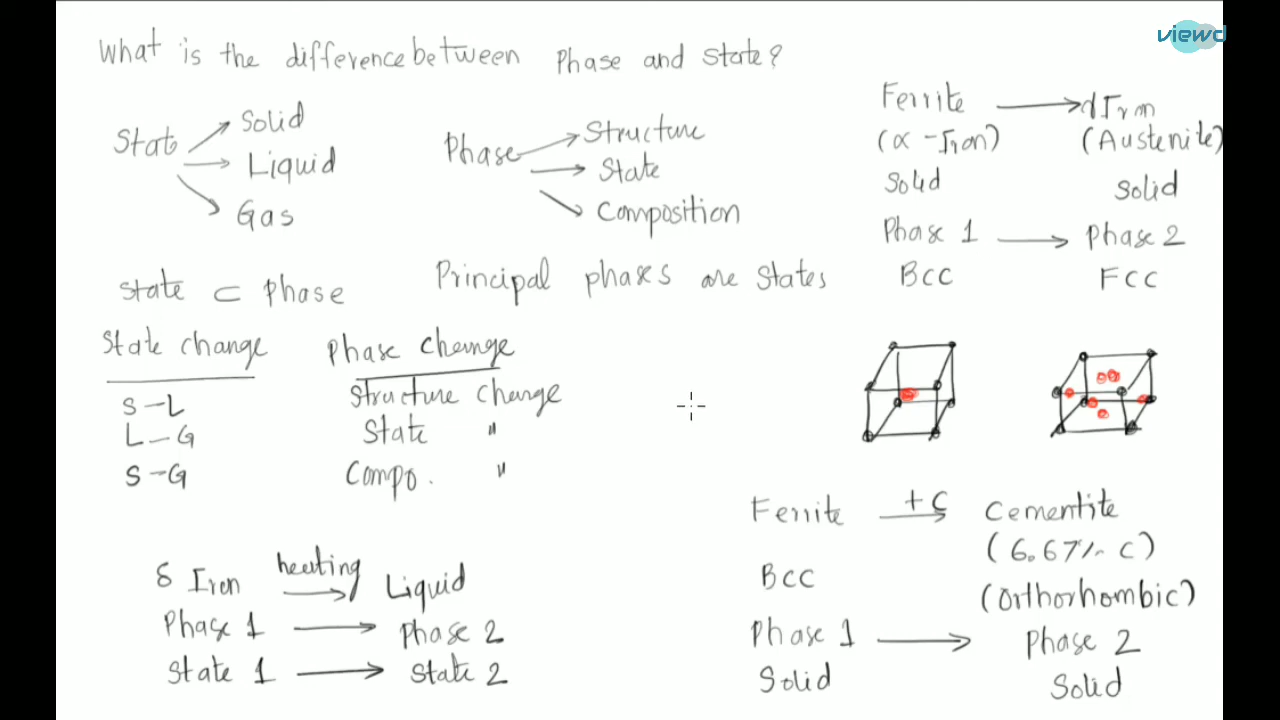 viewd
What is the difference between Phase and State?
State
Solid
Liquid
Gas
Phase
Structure
State
Composition
State ⊂ Phase
Principal phases are States
Ferrite → γ Iron
(α - Iron) (Austenite)
Solid Solid
Phase 1 → Phase 2
BCC FCC
State change
S - L
L - G
S - G
Phase change
Structure change
State "
Compo. "
δ Iron heating → Liquid
Phase 1 → Phase 2
State 1 → State 2
Ferrite +C → Cementite
(6.67% C)
BCC (Orthorhombic)
Phase 1 → Phase 2
Solid Solid